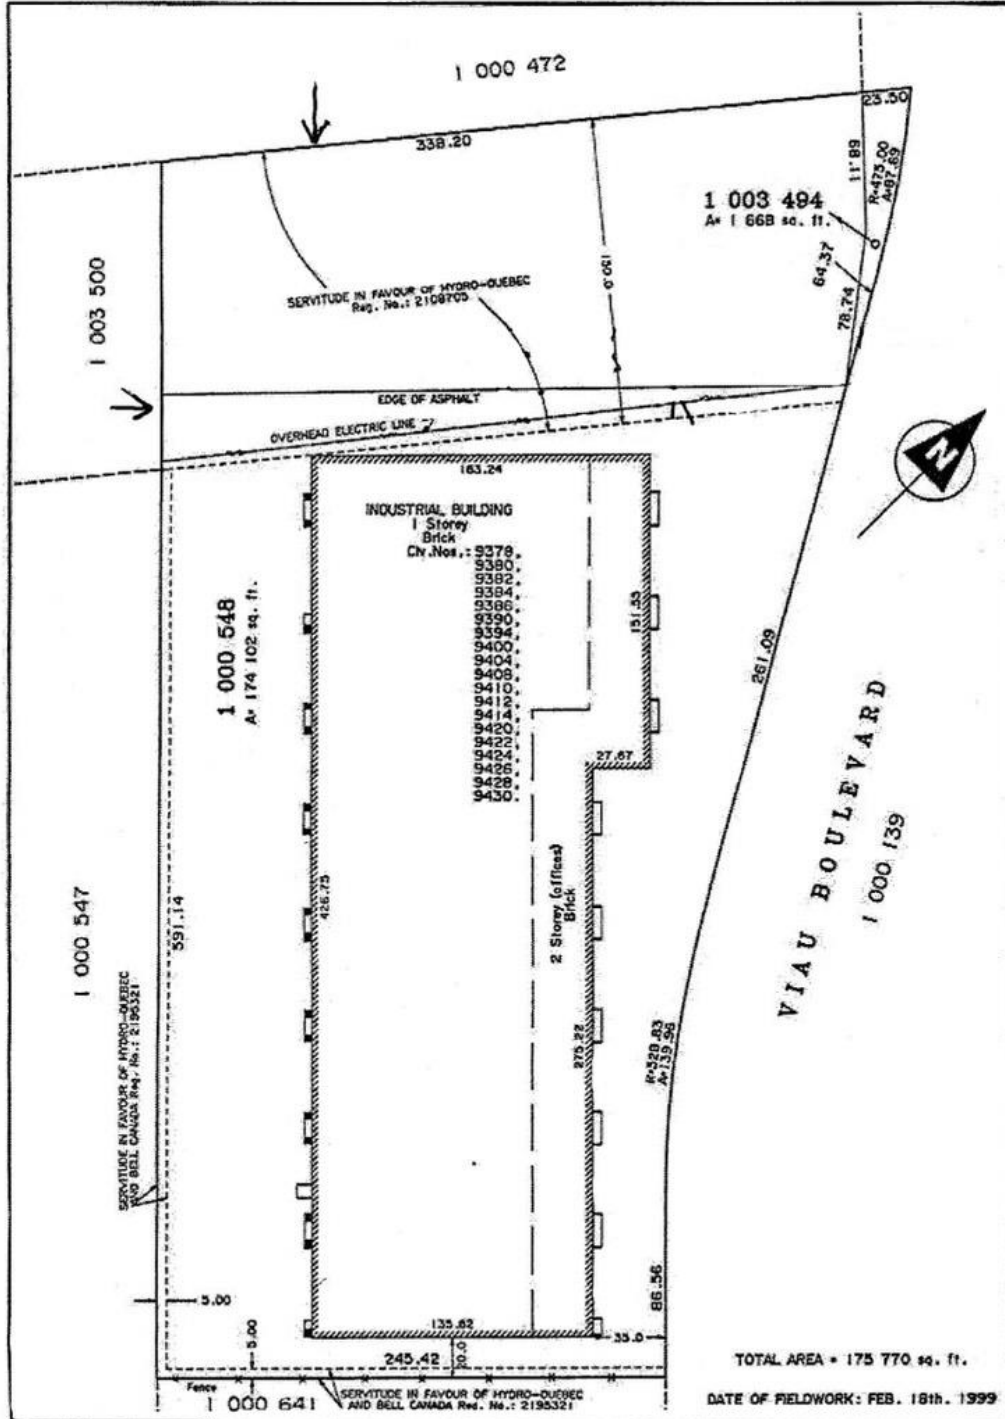 1 000 472
23.50
338.20
68.11
R=475.00
A=87.69
1 003 494
A= 1 668 sq. ft.
64.37
150.0
1 003 500
SERVITUDE IN FAVOUR OF HYDRO-QUEBEC
Reg. No.: 2108705
78.74
EDGE OF ASPHALT
OVERHEAD ELECTRIC LINE
N
163.24
INDUSTRIAL BUILDING
1 Storey
Brick
Civ.Nos.: 9378,
9380,
9382,
9384,
9386,
9390,
9394,
9400,
9404,
9408,
9410,
9412,
9414,
9420,
9422,
9424,
9426,
9428,
9430.
151.55
1 000 548
A= 174 102 sq. ft.
261.09
27.67
VIAU BOULEVARD
1 000 139
426.75
2 Storey (offices)
Brick
591.14
1 000 547
SERVITUDE IN FAVOUR OF HYDRO-QUEBEC
AND BELL CANADA Reg. No.: 2195321
275.22
R=328.83
A=139.96
86.56
5.00
135.62
35.0
5.00
20.0
245.42
TOTAL AREA = 175 770 sq. ft.
Fence
1 000 641
SERVITUDE IN FAVOUR OF HYDRO-QUEBEC
AND BELL CANADA Reg. No.: 2195321
DATE OF FIELDWORK: FEB. 18th. 1999